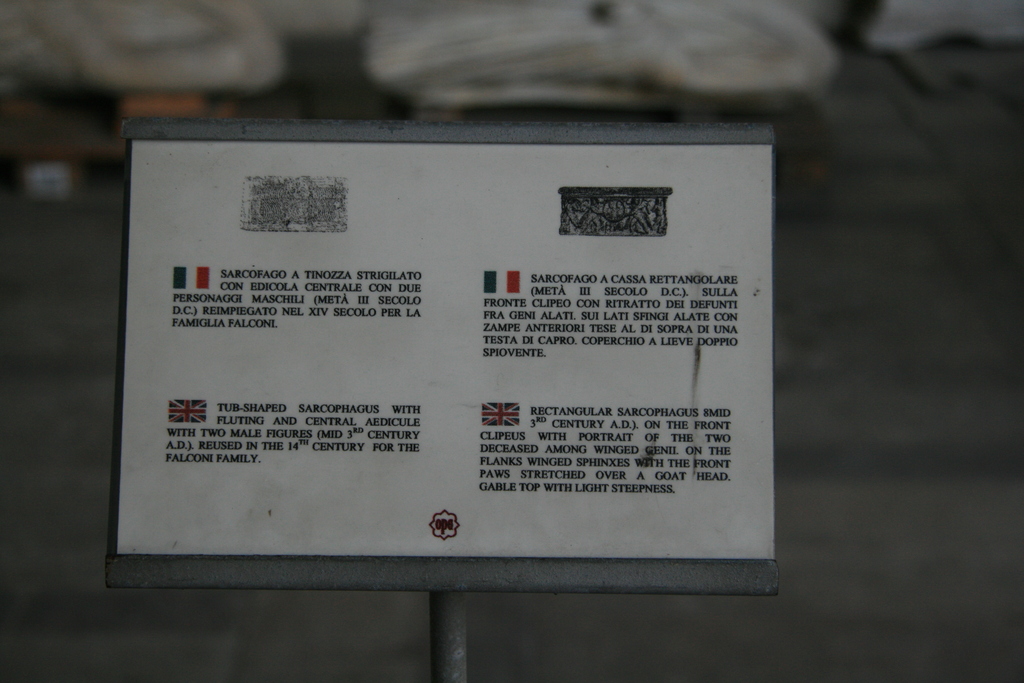 SARCOFAGO A TINOZZA STRIGILATO
CON EDICOLA CENTRALE CON DUE
PERSONAGGI MASCHILI (METÀ III SECOLO
D.C.) REIMPIEGATO NEL XIV SECOLO PER LA
FAMIGLIA FALCONI.
TUB-SHAPED SARCOPHAGUS WITH
FLUTING AND CENTRAL AEDICULE
WITH TWO MALE FIGURES (MID 3RD CENTURY
A.D.). REUSED IN THE 14TH CENTURY FOR THE
FALCONI FAMILY.
SARCOFAGO A CASSA RETTANGOLARE
(METÀ III SECOLO D.C.). SULLA
FRONTE CLIPEO CON RITRATTO DEI DEFUNTI
FRA GENI ALATI. SUI LATI SFINGI ALATE CON
ZAMPE ANTERIORI TESE AL DI SOPRA DI UNA
TESTA DI CAPRO. COPERCHIO A LIEVE DOPPIO
SPIOVENTE.
RECTANGULAR SARCOPHAGUS 8MID
3RD CENTURY A.D.). ON THE FRONT
CLIPEUS WITH PORTRAIT OF THE TWO
DECEASED AMONG WINGED GENII. ON THE
FLANKS WINGED SPHINXES WITH THE FRONT
PAWS STRETCHED OVER A GOAT HEAD.
GABLE TOP WITH LIGHT STEEPNESS.
opa